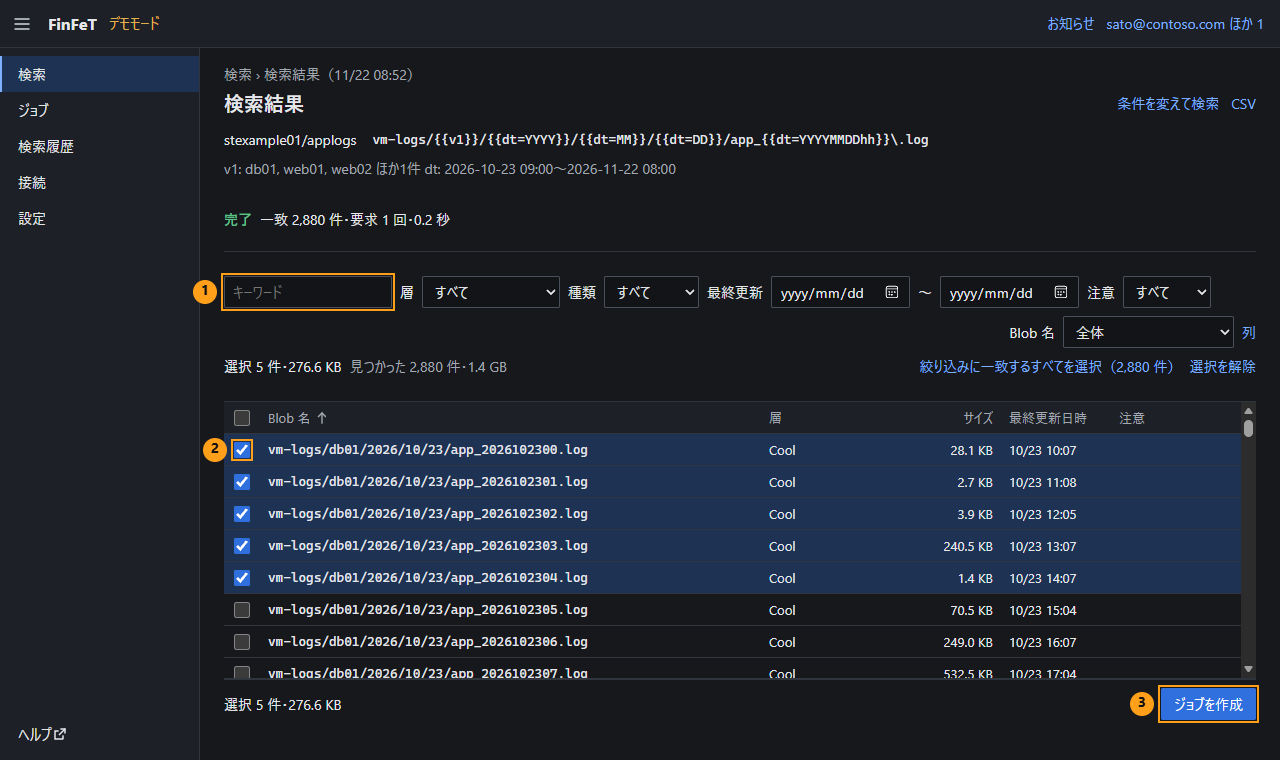 FinFeT デモモード
お知らせ sato@contoso.com ほか 1
検索
ジョブ
検索履歴
接続
設定
ヘルプ
検索 › 検索結果 (11/22 08:52)
検索結果
条件を変えて検索 CSV
stexample01/applogs vm-logs/{{v1}}/{{dt=YYYY}}/{{dt=MM}}/{{dt=DD}}/app_{{dt=YYYYMMDDhh}}\.log
v1: db01, web01, web02 ほか1件 dt: 2026-10-23 09:00～2026-11-22 08:00
完了 一致 2,880 件・要求 1 回・0.2 秒
1 キーワード 層 すべて 種類 すべて 最終更新 yyyy/mm/dd ～ yyyy/mm/dd 注意 すべて
Blob 名 全体 列
選択 5 件・276.6 KB 見つかった 2,880 件・1.4 GB 絞り込みに一致するすべてを選択（2,880 件） 選択を解除
Blob 名 ↑ 層 サイズ 最終更新日時 注意
2 vm-logs/db01/2026/10/23/app_2026102300.log Cool 28.1 KB 10/23 10:07
vm-logs/db01/2026/10/23/app_2026102301.log Cool 2.7 KB 10/23 11:08
vm-logs/db01/2026/10/23/app_2026102302.log Cool 3.9 KB 10/23 12:05
vm-logs/db01/2026/10/23/app_2026102303.log Cool 240.5 KB 10/23 13:07
vm-logs/db01/2026/10/23/app_2026102304.log Cool 1.4 KB 10/23 14:07
vm-logs/db01/2026/10/23/app_2026102305.log Cool 70.5 KB 10/23 15:04
vm-logs/db01/2026/10/23/app_2026102306.log Cool 249.0 KB 10/23 16:07
vm-logs/db01/2026/10/23/app_2026102307.log Cool 532.5 KB 10/23 17:04
選択 5 件・276.6 KB
3 ジョブを作成